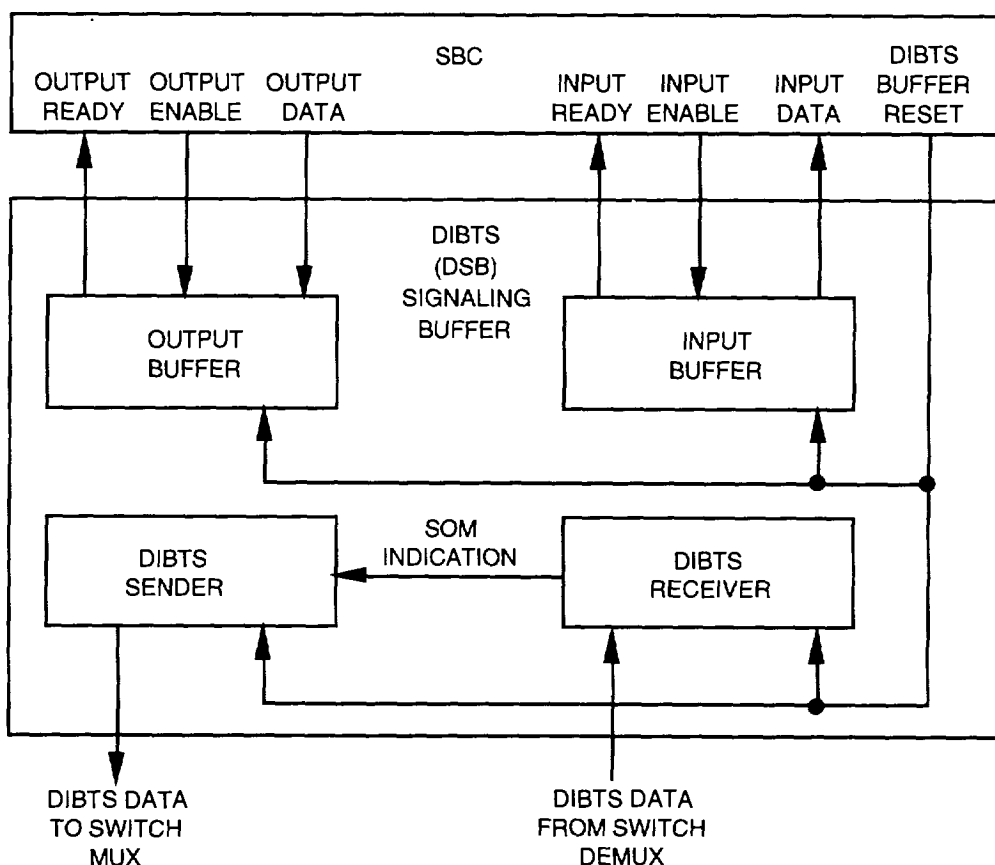 SBC
OUTPUT
READY
OUTPUT
ENABLE
OUTPUT
DATA
INPUT
READY
INPUT
ENABLE
INPUT
DATA
DIBTS
BUFFER
RESET
DIBTS
(DSB)
SIGNALING
BUFFER
OUTPUT
BUFFER
INPUT
BUFFER
DIBTS
SENDER
SOM
INDICATION
DIBTS
RECEIVER
DIBTS DATA
TO SWITCH
MUX
DIBTS DATA
FROM SWITCH
DEMUX